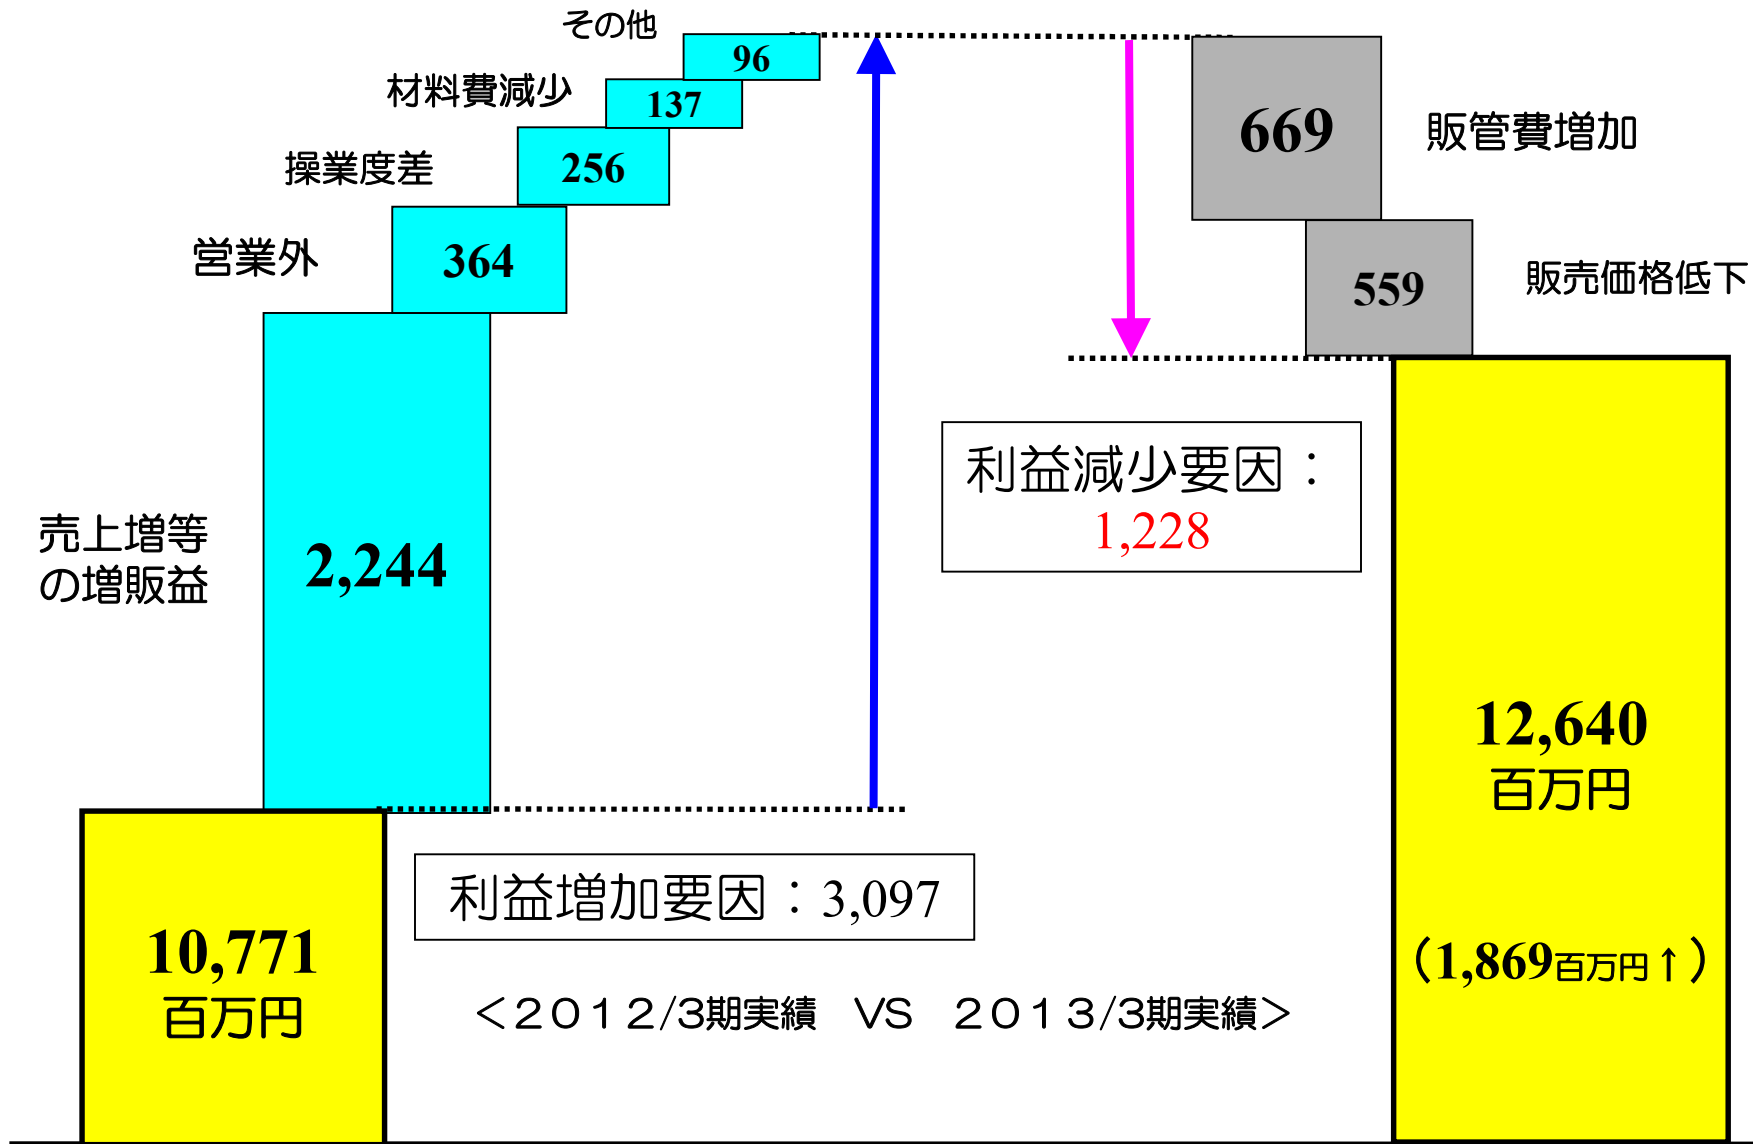 その他
96
材料費減少
137
操業度差
256
営業外
364
売上増等
の増販益
2,244
669
販管費増加
559
販売価格低下
利益減少要因：
1,228
利益増加要因：3,097
10,771
百万円
12,640
百万円
（1,869百万円↑）
＜２０１２/３期実績　VS　２０１３/３期実績＞